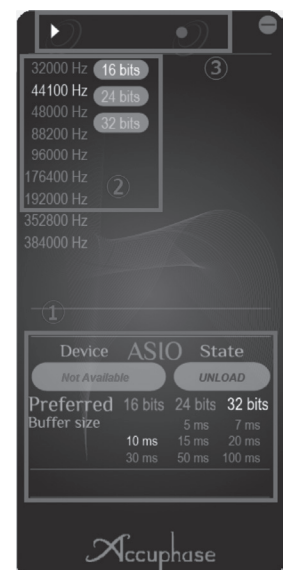 ③
32000 Hz 16 bits
44100 Hz 24 bits
48000 Hz 32 bits
88200 Hz
96000 Hz
176400 Hz
192000 Hz ②
352800 Hz
384000 Hz
①
Device ASIO State
Not Available UNLOAD
Preferred 16 bits 24 bits 32 bits
Buffer size 5 ms 7 ms
10 ms 15 ms 20 ms
30 ms 50 ms 100 ms
Accuphase